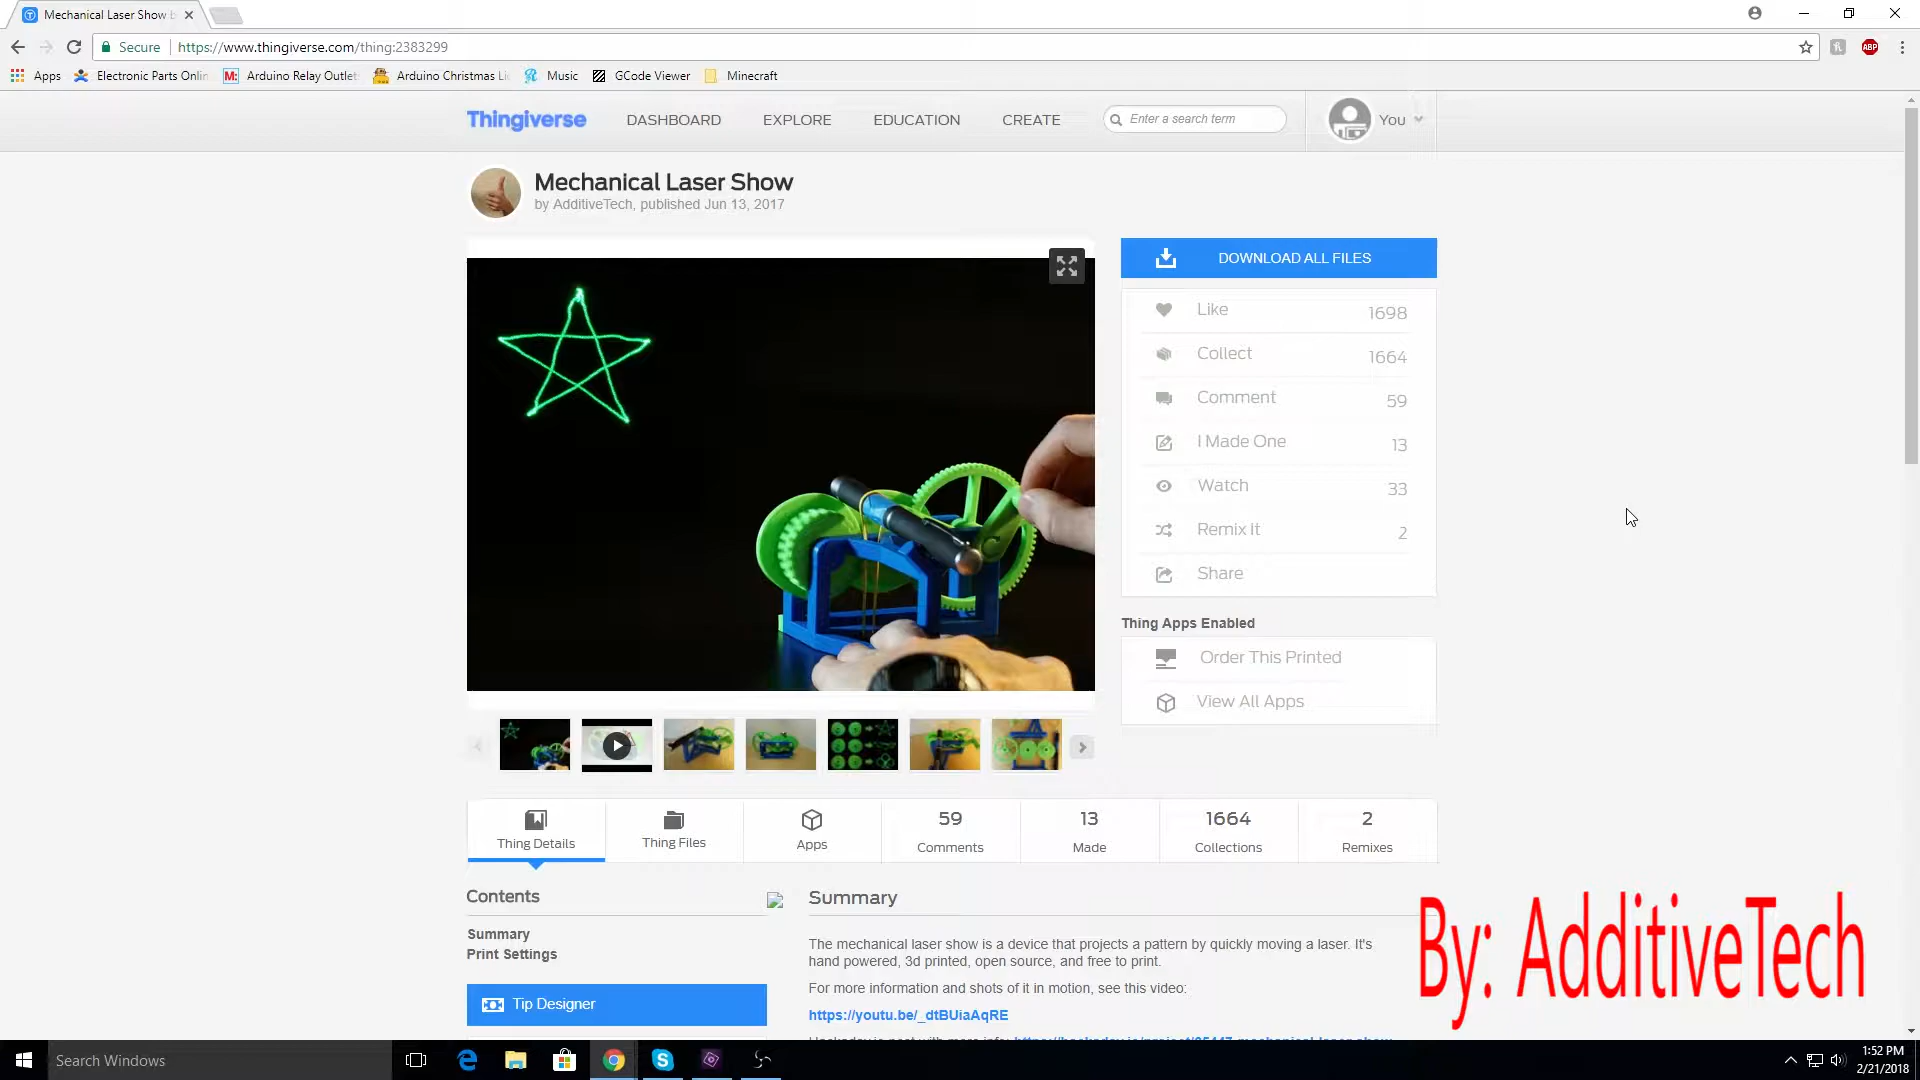 Mechanical Laser Show b
Secure
https://www.thingiverse.com/thing:2383299
ABP
Apps
Electronic Parts Onlin
M:
Arduino Relay Outlet
Arduino Christmas Li
Music
GCode Viewer
Minecraft
Thingiverse
DASHBOARD
EXPLORE
EDUCATION
CREATE
Enter a search term
You
Mechanical Laser Show
by AdditiveTech, published Jun 13, 2017
DOWNLOAD ALL FILES
Like 1698
Collect 1664
Comment 59
I Made One 13
Watch 33
Remix It 2
Share
Thing Apps Enabled
Order This Printed
View All Apps
Thing Details
Thing Files
Apps
59
Comments
13
Made
1664
Collections
2
Remixes
Contents
Summary
Print Settings
Tip Designer
Summary
The mechanical laser show is a device that projects a pattern by quickly moving a laser. It's
hand powered, 3d printed, open source, and free to print.
For more information and shots of it in motion, see this video:
https://youtu.be/_dtBUiaAqRE
By: AdditiveTech
Search Windows
1:52 PM
2/21/2018